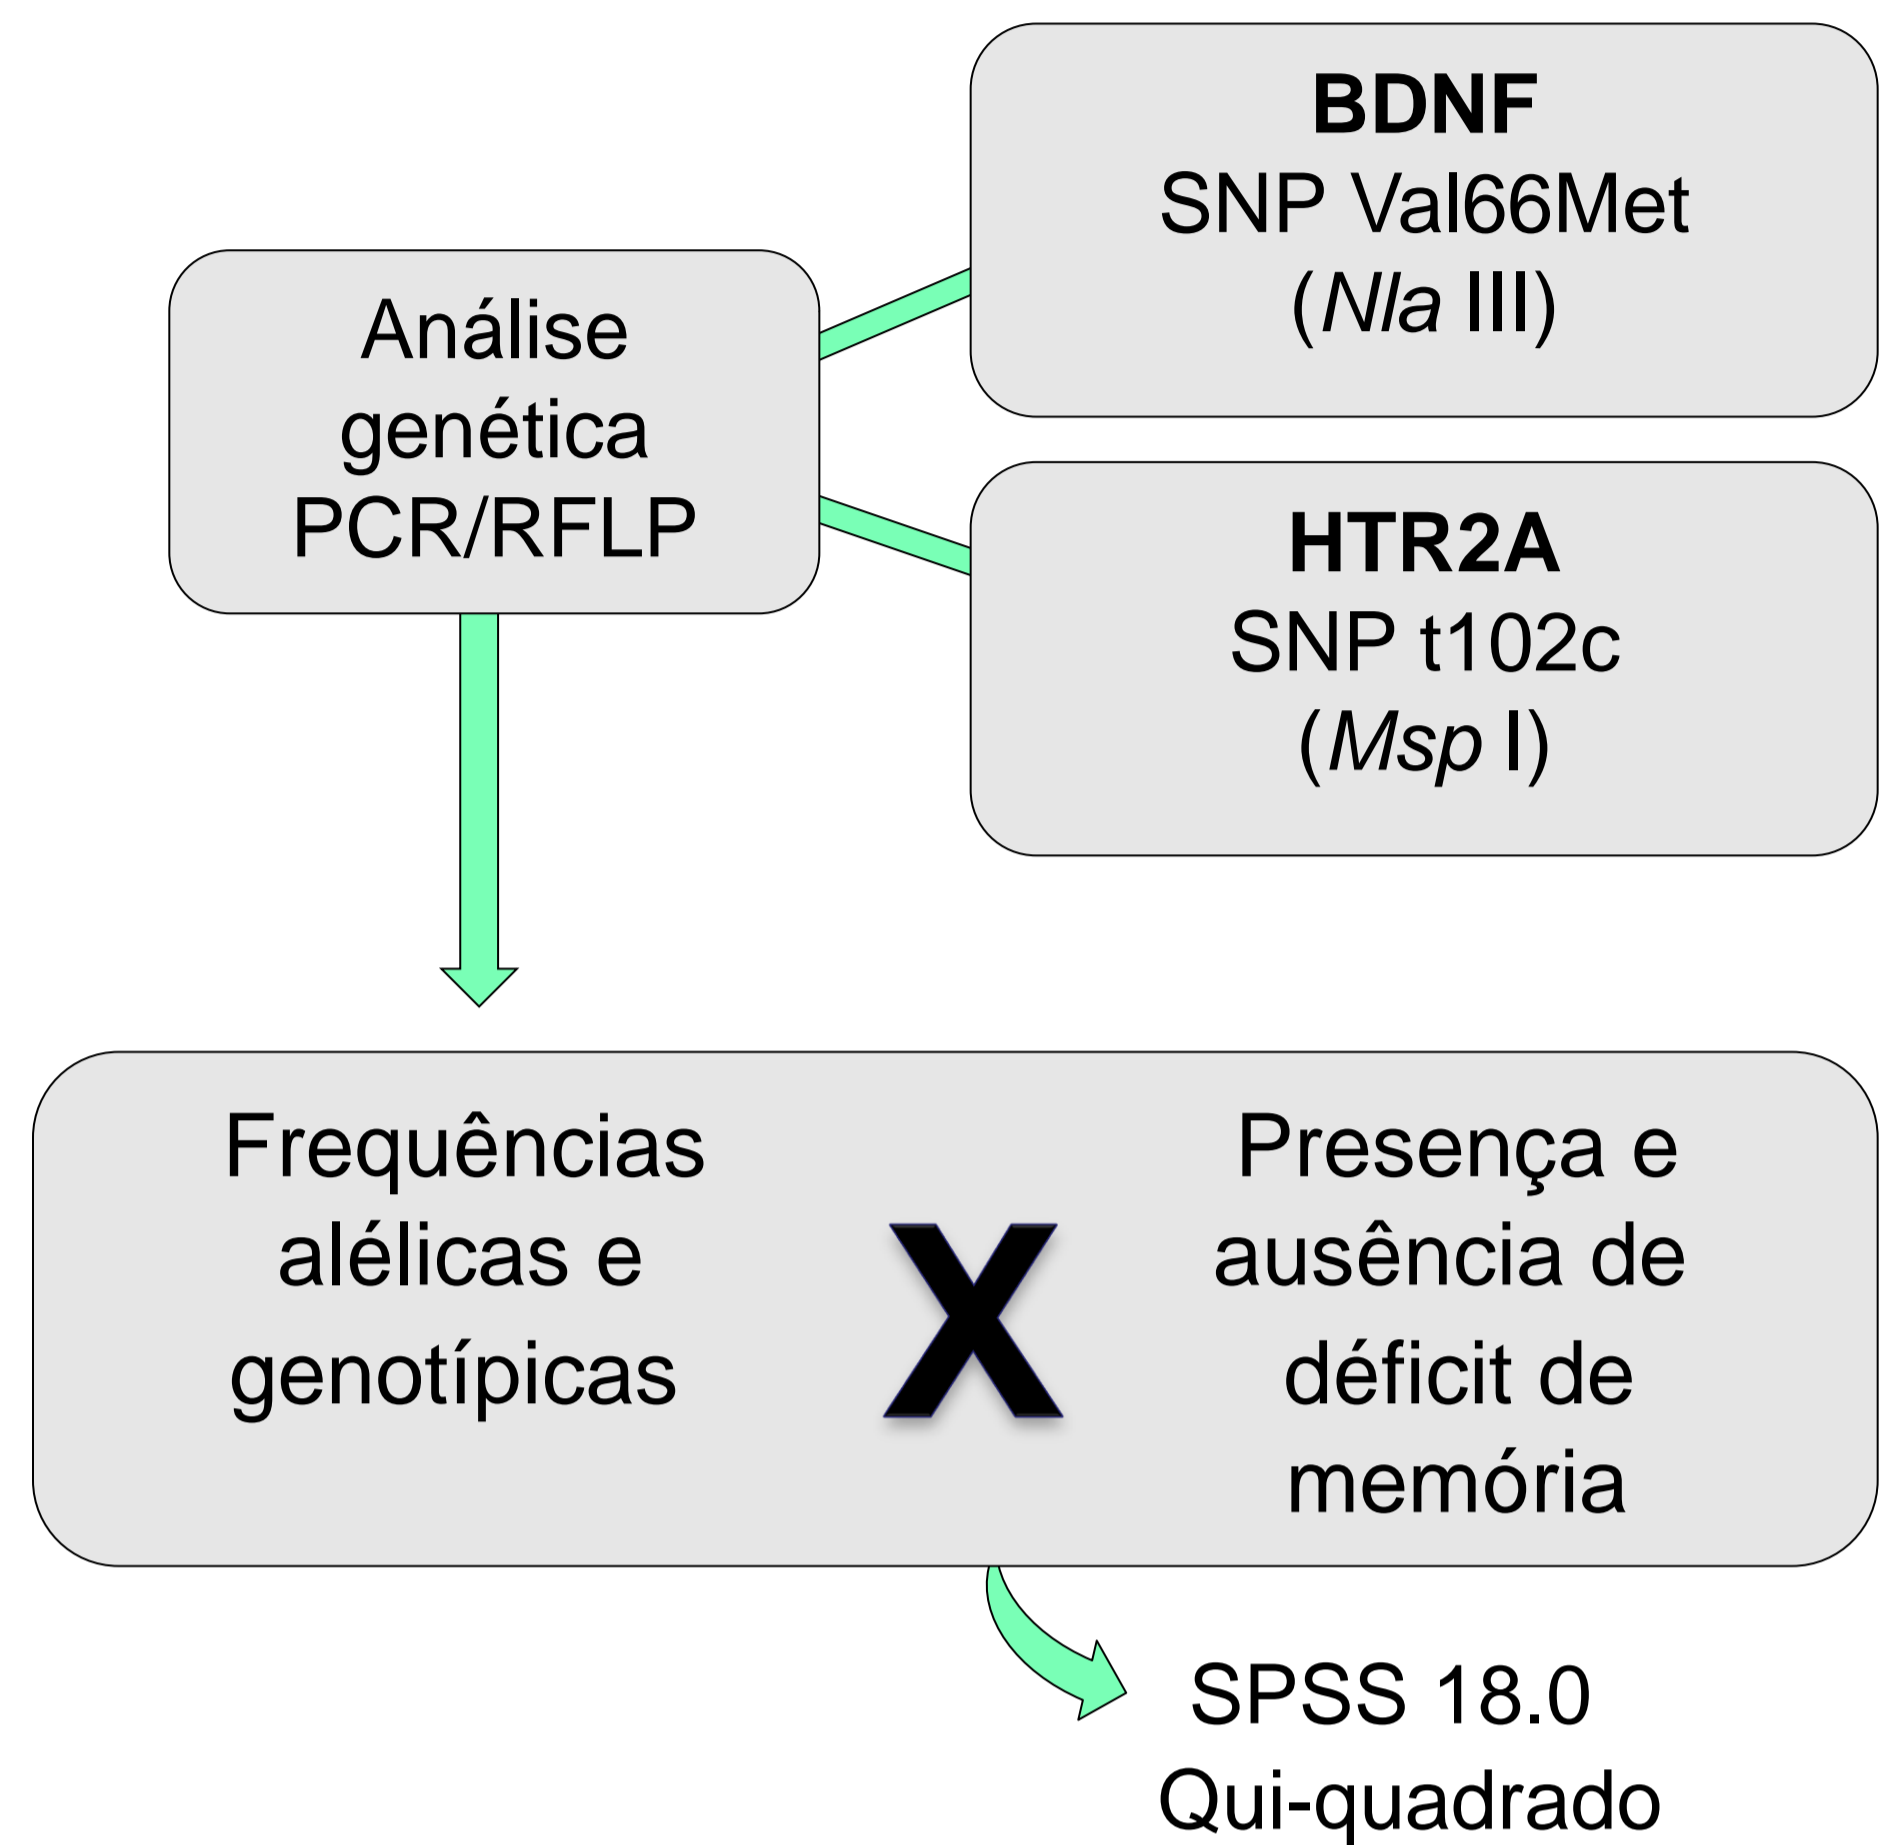 BDNF
SNP Val66Met
(Nla III)
Análise
genética
PCR/RFLP
HTR2A
SNP t102c
(Msp I)
Frequências
alélicas e
genotípicas
X
Presença e
ausência de
déficit de
memória
SPSS 18.0
Qui-quadrado